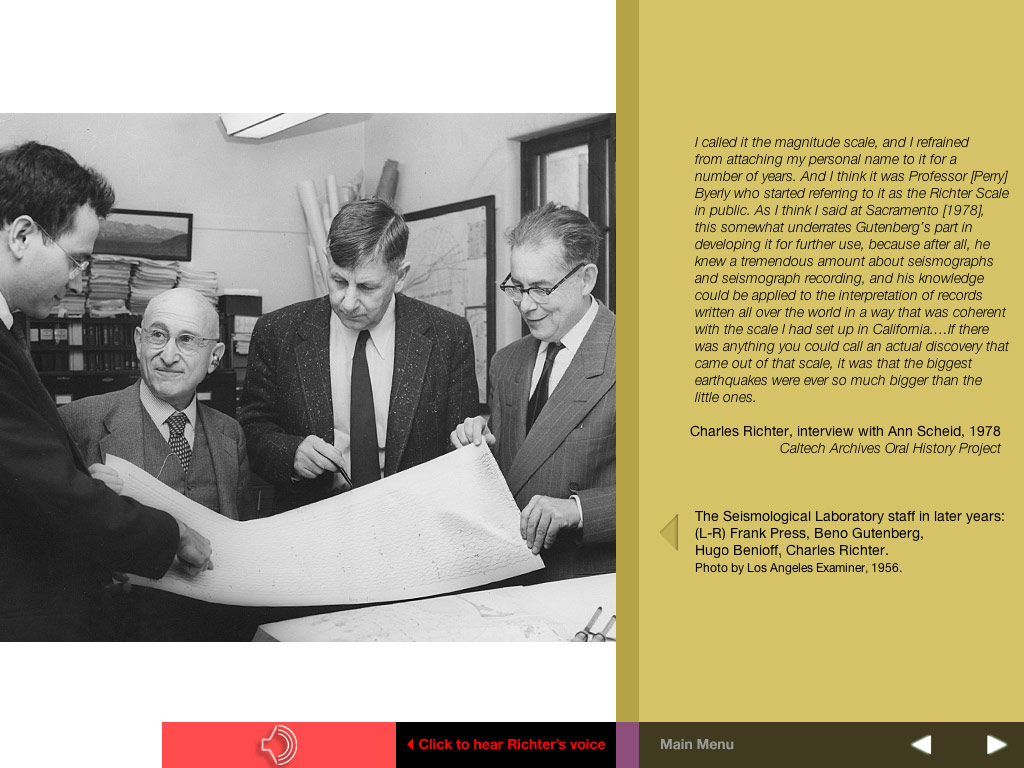 I called it the magnitude scale, and I refrained
from attaching my personal name to it for a
number of years. And I think it was Professor [Perry]
Byerly who started referring to it as the Richter Scale
in public. As I think I said at Sacramento [1978],
this somewhat underrates Gutenberg's part in
developing it for further use, because after all, he
knew a tremendous amount about seismographs
and seismograph recording, and his knowledge
could be applied to the interpretation of records
written all over the world in a way that was coherent
with the scale I had set up in California....If there
was anything you could call an actual discovery that
came out of that scale, it was that the biggest
earthquakes were ever so much bigger than the
little ones.
Charles Richter, interview with Ann Scheid, 1978
Caltech Archives Oral History Project
The Seismological Laboratory staff in later years:
(L-R) Frank Press, Beno Gutenberg,
Hugo Benioff, Charles Richter.
Photo by Los Angeles Examiner, 1956.
Click to hear Richter's voice
Main Menu